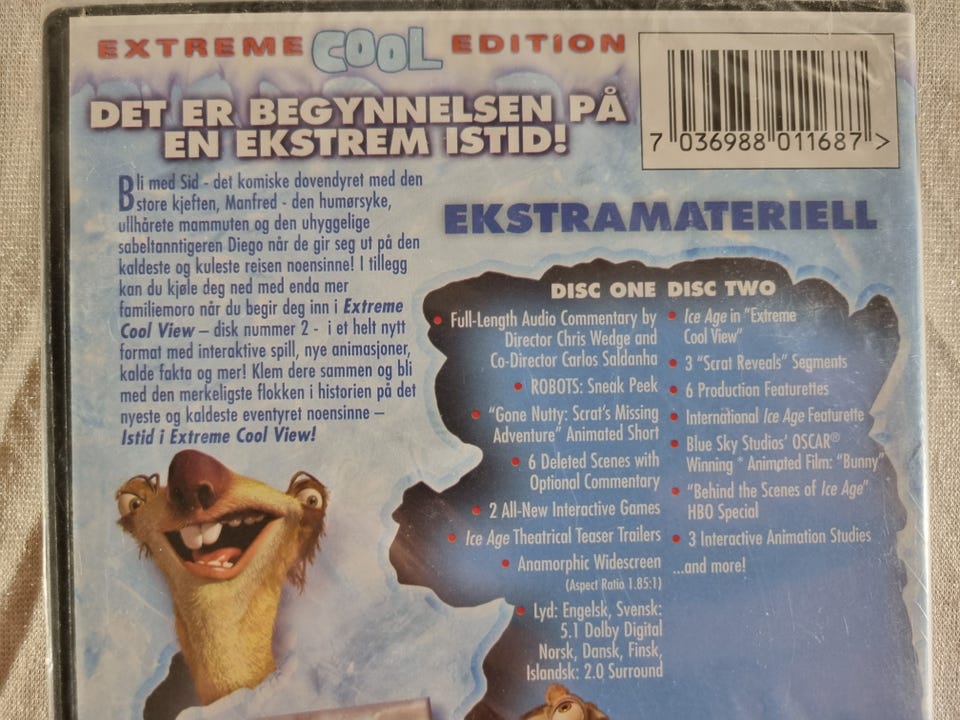 EXTREME COOL EDITION
DET ER BEGYNNELSEN PÅ
EN EKSTREM ISTID!
7 036988 011687 >
Bli med Sid - det komiske dovendyret med den
store kjeften, Manfred - den humørsyke,
ullhårete mammuten og den uhyggelige
sabeltanntigeren Diego når de gir seg ut på den
kaldeste og kuleste reisen noensinne! I tillegg
kan du kjøle deg ned med enda mer
familiemoro når du begir deg inn i Extreme
Cool View – disk nummer 2 - i et helt nytt
format med interaktive spill, nye animasjoner,
kalde fakta og mer! Klem dere sammen og bli
med den merkeligste flokken i historien på det
nyeste og kaldeste eventyret noensinne –
Istid i Extreme Cool View!
EKSTRAMATERIELL
DISC ONE
• Full-Length Audio Commentary by
Director Chris Wedge and
Co-Director Carlos Saldanha
• ROBOTS: Sneak Peek
• "Gone Nutty: Scrat's Missing
Adventure" Animated Short
• 6 Deleted Scenes with
Optional Commentary
• 2 All-New Interactive Games
• Ice Age Theatrical Teaser Trailers
• Anamorphic Widescreen
(Aspect Ratio 1.85:1)
• Lyd: Engelsk, Svensk:
5.1 Dolby Digital
Norsk, Dansk, Finsk,
Islandsk: 2.0 Surround
DISC TWO
• Ice Age in "Extreme
Cool View"
• 3 "Scrat Reveals" Segments
• 6 Production Featurettes
• International Ice Age Featurette
• Blue Sky Studios' OSCAR®
Winning * Animated Film: "Bunny"
• "Behind the Scenes of Ice Age"
HBO Special
• 3 Interactive Animation Studies
...and more!